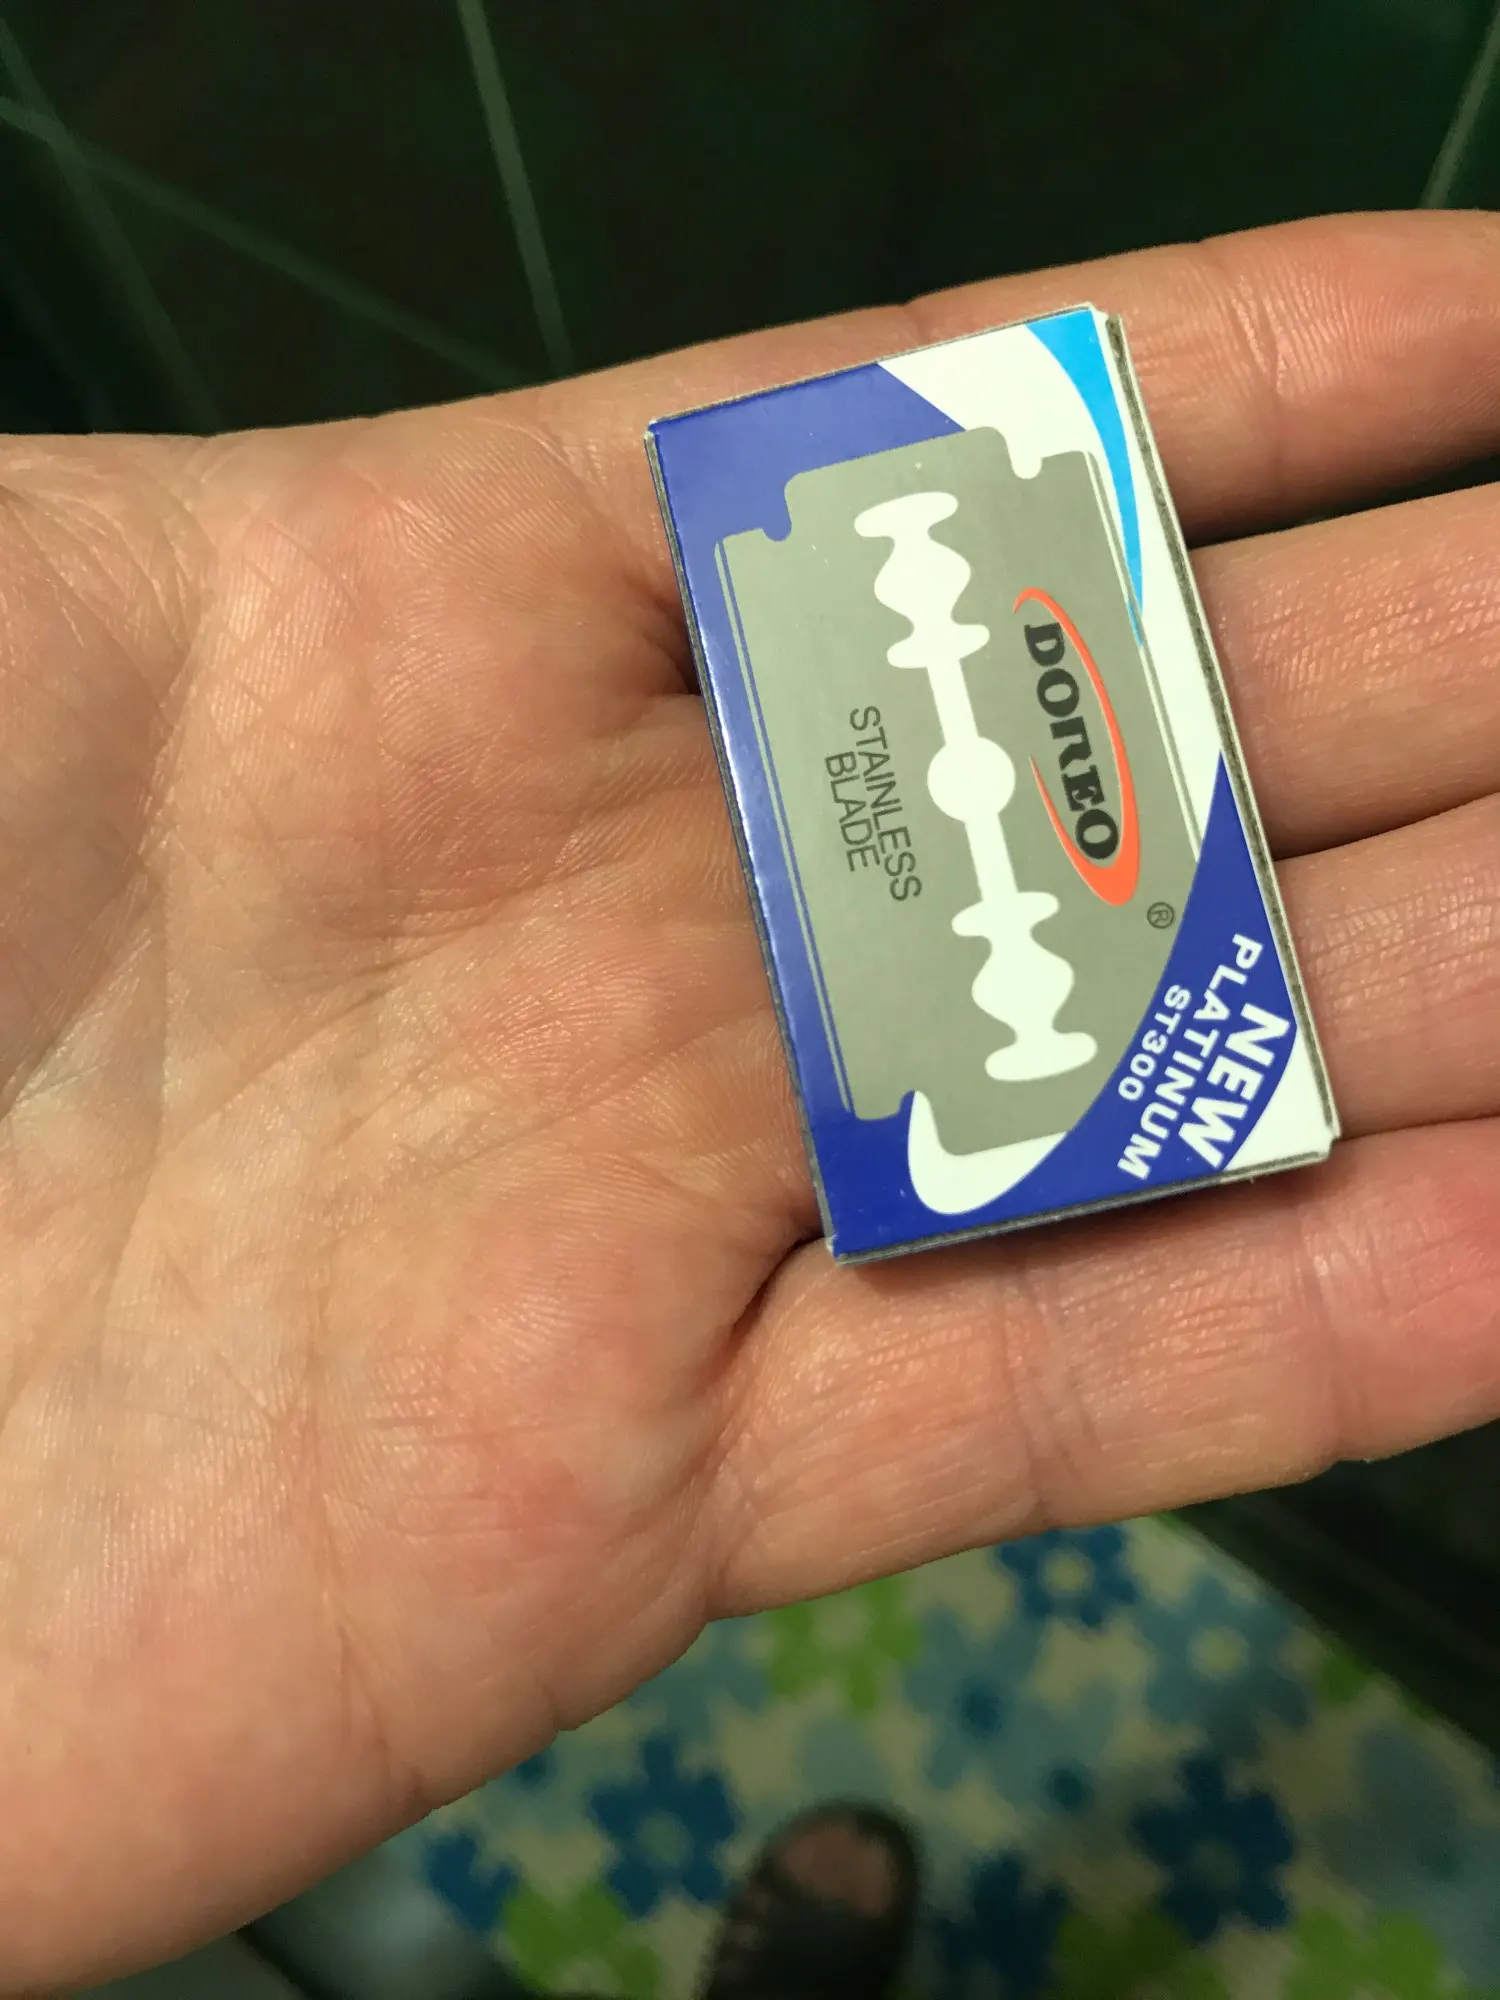 DOREO
®
STAINLESS
BLADE
NEW
PLATINUM
ST300